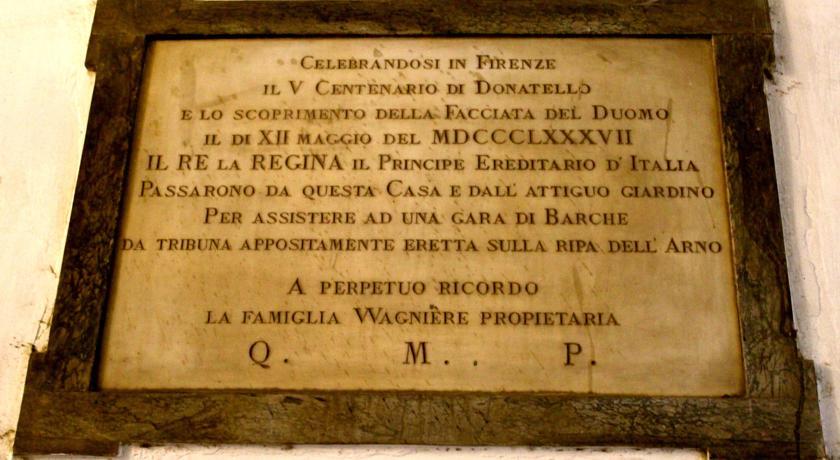 CELEBRANDOSI IN FIRENZE
IL V CENTENARIO DI DONATELLO
E LO SCOPRIMENTO DELLA FACCIATA DEL DUOMO
IL DI XII MAGGIO DEL MDCCCLXXXVII
IL RE LA REGINA IL PRINCIPE EREDITARIO D' ITALIA
PASSARONO DA QUESTA CASA E DALL' ATTIGUO GIARDINO
PER ASSISTERE AD UNA GARA DI BARCHE
DA TRIBUNA APPOSITAMENTE ERETTA SULLA RIPA DELL' ARNO
A PERPETUO RICORDO
LA FAMIGLIA WAGNIÈRE PROPIETARIA
Q. M. P.